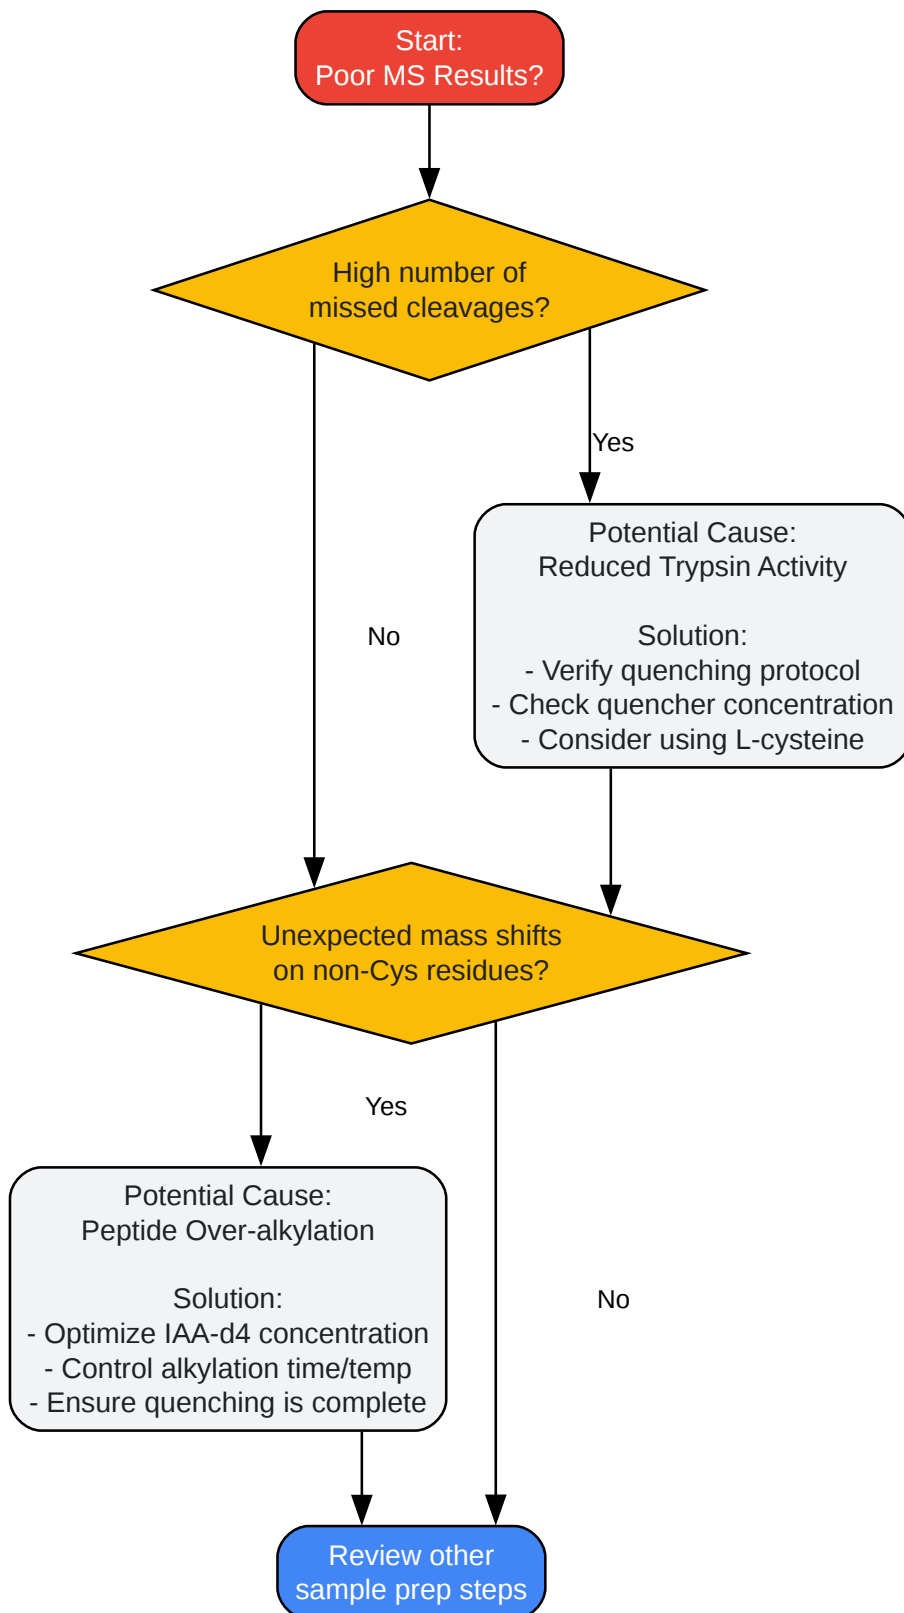 Start:
Poor MS Results?
High number of
missed cleavages?
Yes
Potential Cause:
Reduced Trypsin Activity
Solution:
- Verify quenching protocol
- Check quencher concentration
- Consider using L-cysteine
No
Unexpected mass shifts
on non-Cys residues?
Yes
Potential Cause:
Peptide Over-alkylation
Solution:
- Optimize IAA-d4 concentration
- Control alkylation time/temp
- Ensure quenching is complete
No
Review other
sample prep steps